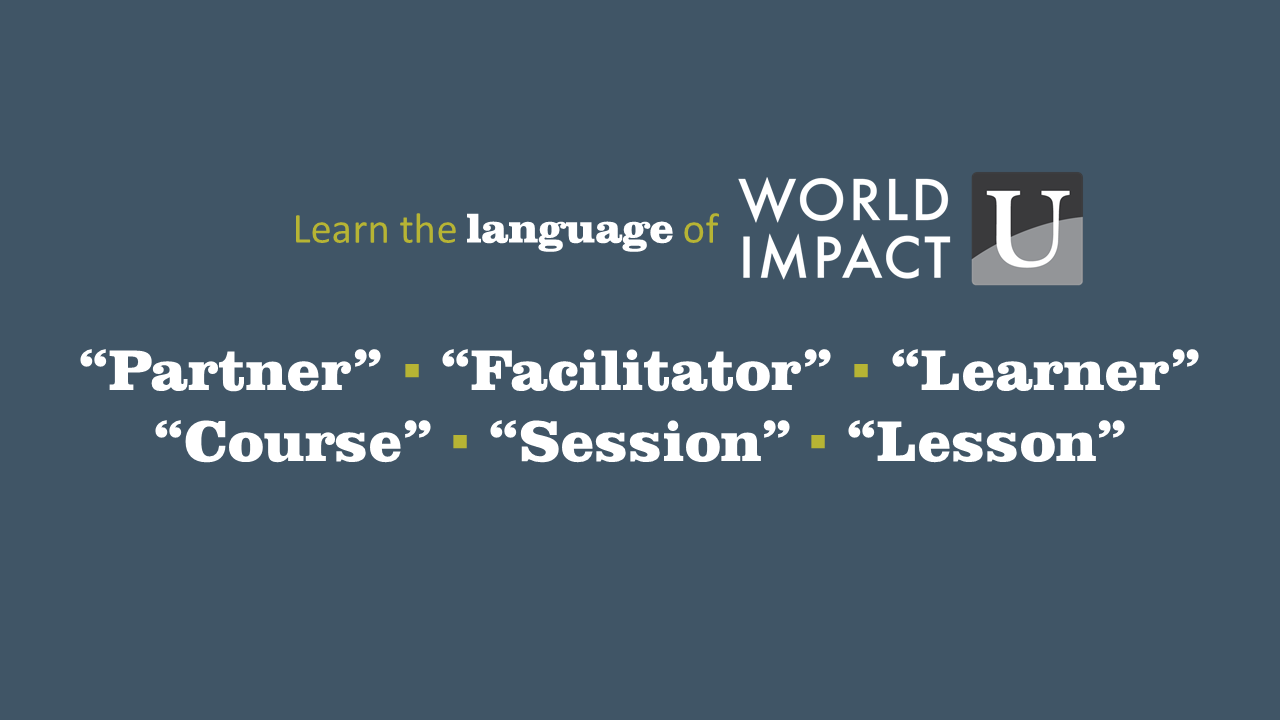 Learn the language of WORLD IMPACT U
“Partner” ▪ “Facilitator” ▪ “Learner”
“Course” ▪ “Session” ▪ “Lesson”